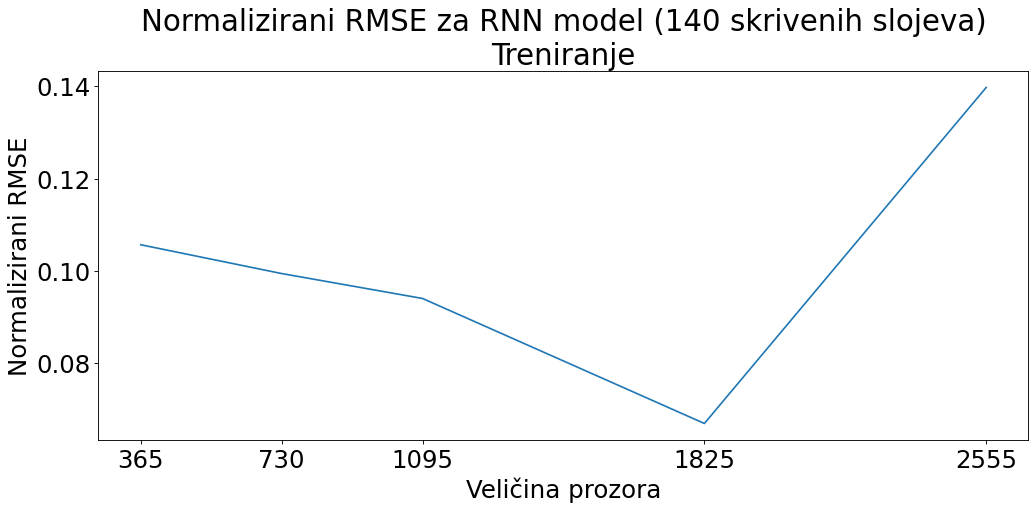 Normalizirani RMSE za RNN model (140 skrivenih slojeva)
Treniranje
0.14
0.12
0.10
0.08
Normalizirani RMSE
365 730 1095 1825 2555
Veličina prozora